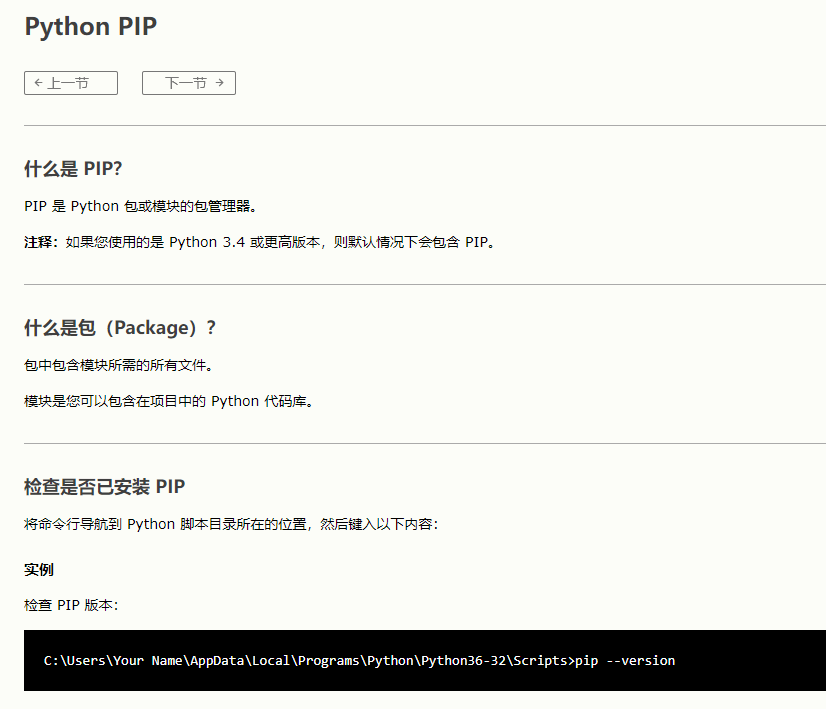 Python PIP
← 上一节
下一节 →
什么是 PIP?
PIP 是 Python 包或模块的包管理器。
注释：如果您使用的是 Python 3.4 或更高版本，则默认情况下会包含 PIP。
什么是包（Package）?
包中包含模块所需的所有文件。
模块是您可以包含在项目中的 Python 代码库。
检查是否已安装 PIP
将命令行导航到 Python 脚本目录所在的位置，然后键入以下内容：
实例
检查 PIP 版本：
C:\Users\Your Name\AppData\Local\Programs\Python\Python36-32\Scripts>pip --version